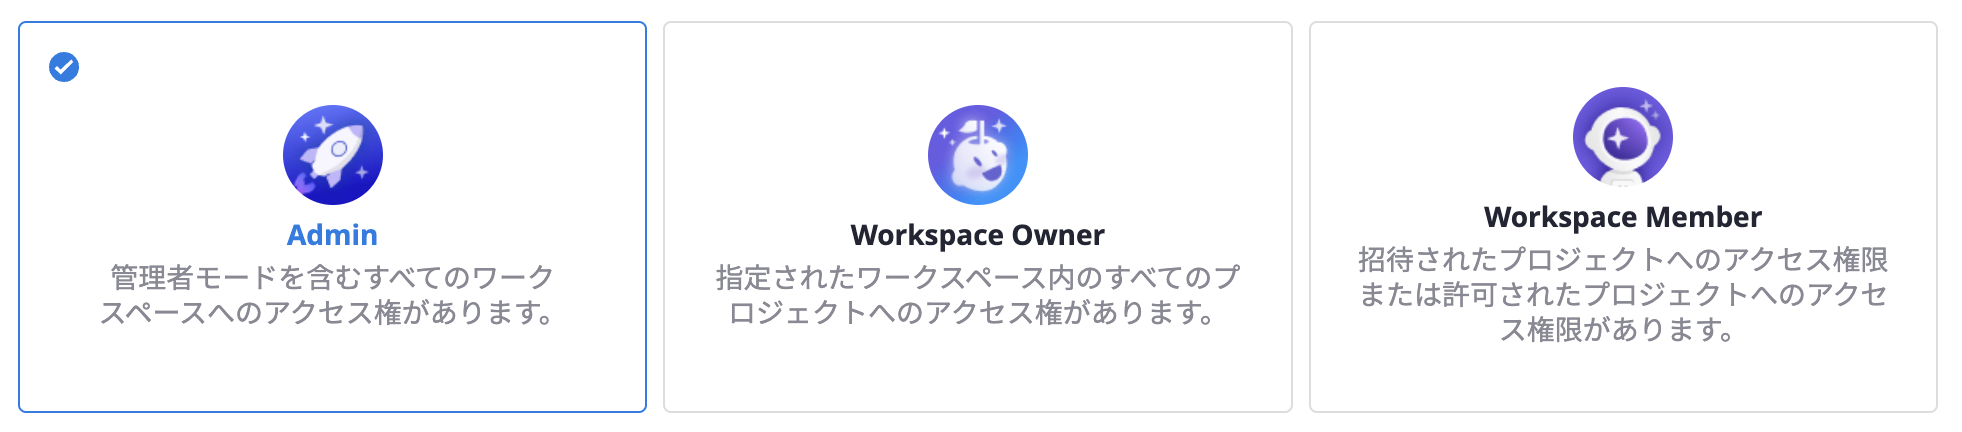 Admin
管理者モードを含むすべてのワーク
スペースへのアクセス権があります。
Workspace Owner
指定されたワークスペース内のすべてのプ
ロジェクトへのアクセス権があります。
Workspace Member
招待されたプロジェクトへのアクセス権限
または許可されたプロジェクトへのアクセ
ス権限があります。